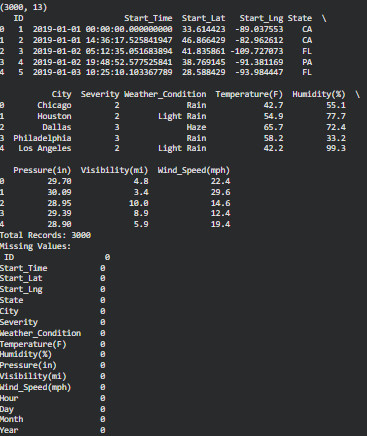 (3000, 13)
ID Start_Time Start_Lat Start_Lng State \
0 1 2019-01-01 00:00:00.000000000 33.614423 -89.037553 CA
1 2 2019-01-01 14:36:17.525841947 46.866429 -82.962612 CA
2 3 2019-01-02 05:12:35.051683894 41.835861 -109.727073 FL
3 4 2019-01-02 19:48:52.577525841 38.769145 -91.381169 PA
4 5 2019-01-03 10:25:10.103367789 28.588429 -93.984447 FL
City Severity Weather_Condition Temperature(F) Humidity(%) \
0 Chicago 2 Rain 42.7 55.1
1 Houston 2 Light Rain 54.9 77.7
2 Dallas 3 Haze 65.7 72.4
3 Philadelphia 3 Rain 58.2 33.2
4 Los Angeles 2 Light Rain 42.2 99.3
Pressure(in) Visibility(mi) Wind_Speed(mph)
0 29.70 4.8 22.4
1 30.09 3.4 29.6
2 28.95 10.0 14.6
3 29.39 8.9 12.4
4 28.90 5.9 19.4
Total Records: 3000
Missing Values:
ID 0
Start_Time 0
Start_Lat 0
Start_Lng 0
State 0
City 0
Severity 0
Weather_Condition 0
Temperature(F) 0
Humidity(%) 0
Pressure(in) 0
Visibility(mi) 0
Wind_Speed(mph) 0
Hour 0
Day 0
Month 0
Year 0